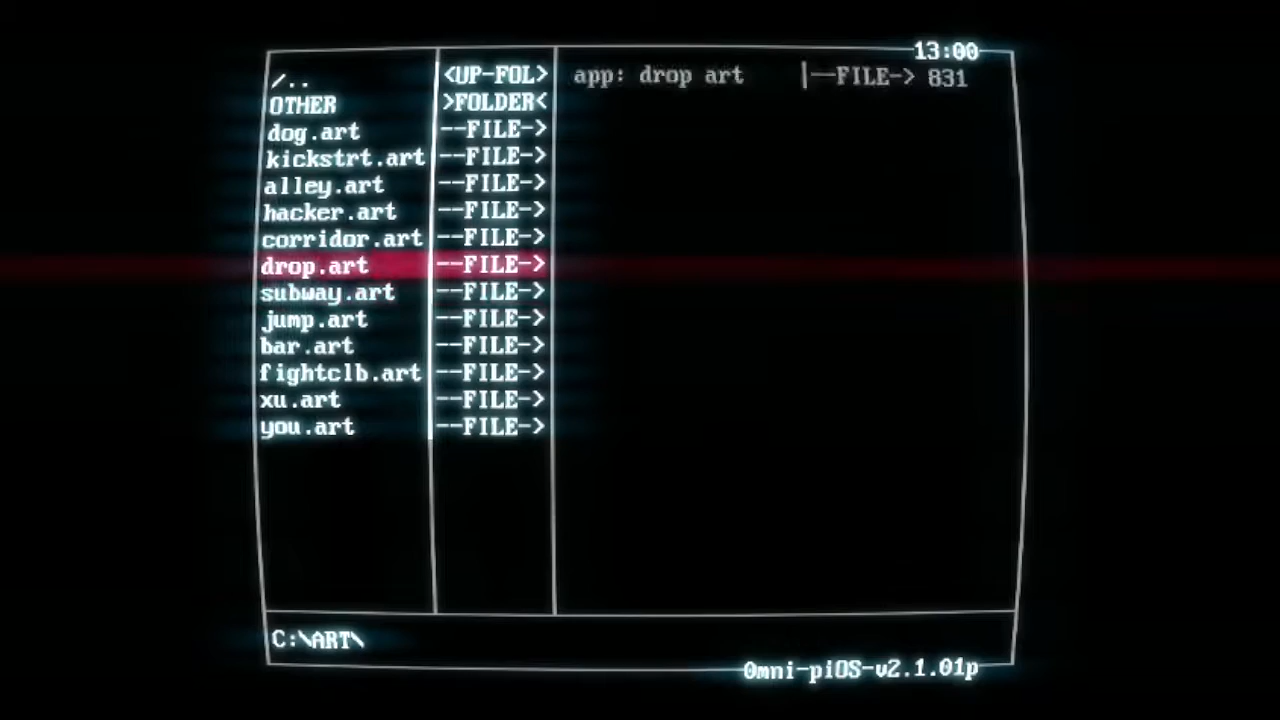 13:00
/.. <UP-FOL> app: drop art |--FILE-> 831
OTHER >FOLDER<
dog.art --FILE->
kickstrt.art --FILE->
alley.art --FILE->
hacker.art --FILE->
corridor.art --FILE->
drop.art --FILE->
subway.art --FILE->
jump.art --FILE->
bar.art --FILE->
fightclb.art --FILE->
xu.art --FILE->
you.art --FILE->
C:\ART\
Omni-piOS-v2.1.01p